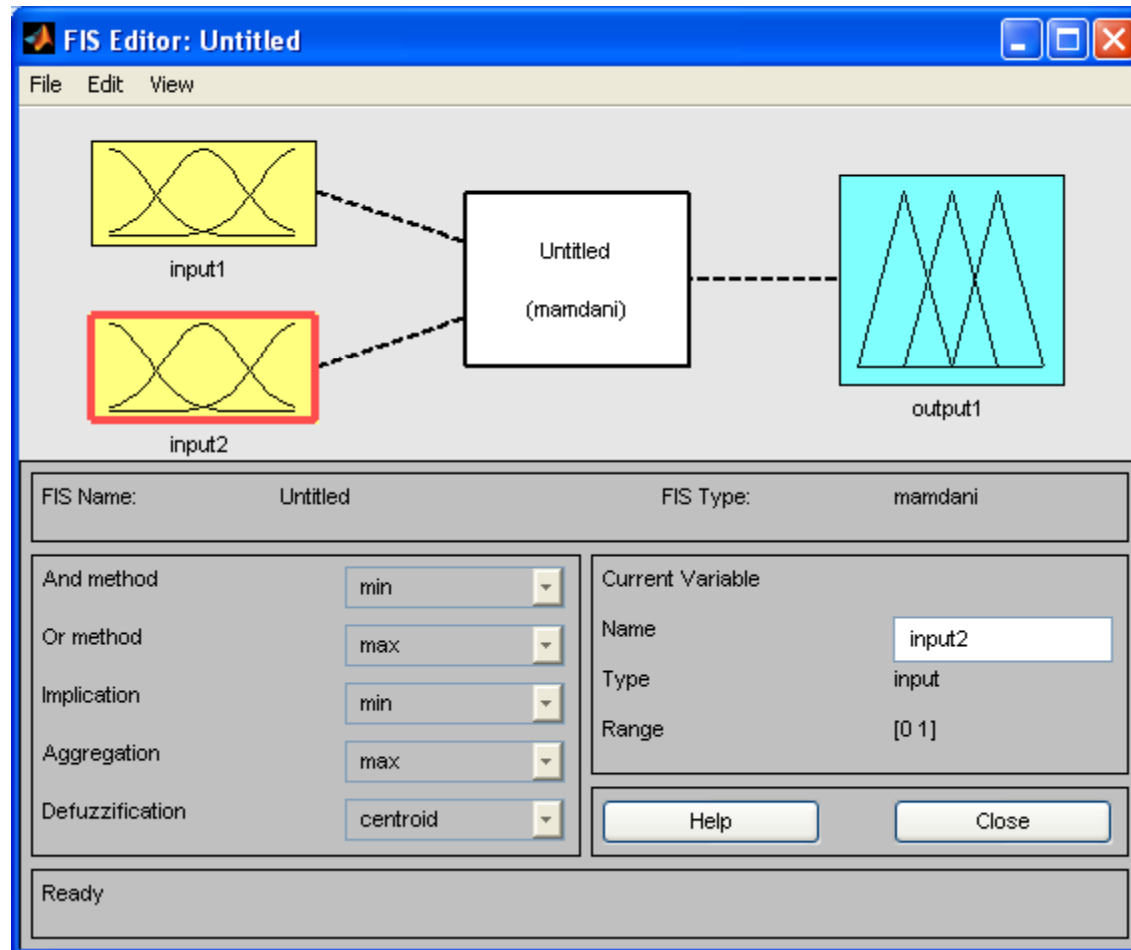 FIS Editor: Untitled
File Edit View
input1
input2
Untitled
(mamdani)
output1
FIS Name: Untitled FIS Type: mamdani
And method min
Or method max
Implication min
Aggregation max
Defuzzification centroid
Current Variable
Name input2
Type input
Range [0 1]
Help Close
Ready